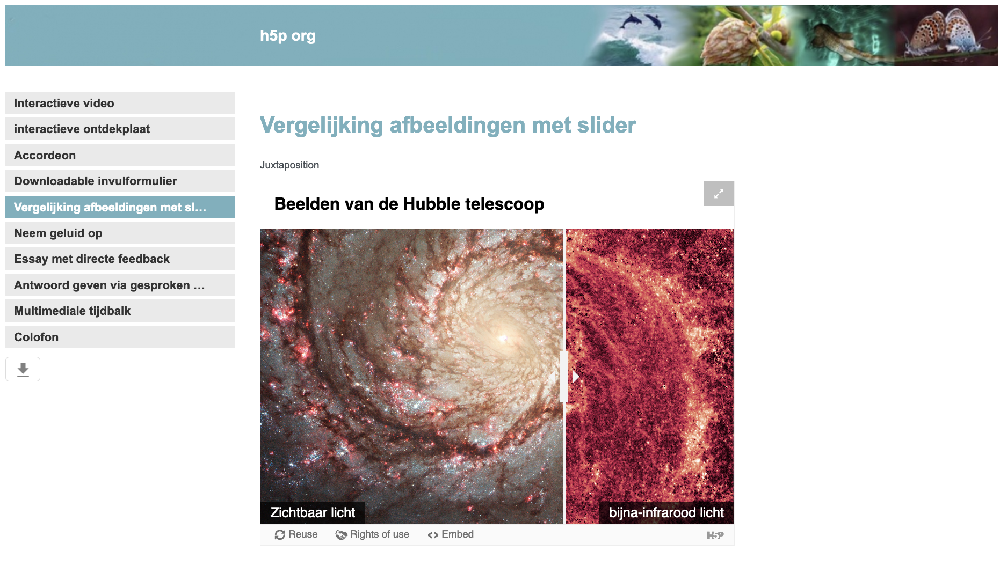 h5p org
Interactieve video
interactieve ontdekplaat
Accordeon
Downloadable invulformulier
Vergelijking afbeeldingen met sl...
Neem geluid op
Essay met directe feedback
Antwoord geven via gesproken ...
Multimediale tijdbalk
Colofon
Vergelijking afbeeldingen met slider
Juxtaposition
Beelden van de Hubble telescoop
Zichtbaar licht
bijna-infrarood licht
Reuse
Rights of use
Embed
H5P